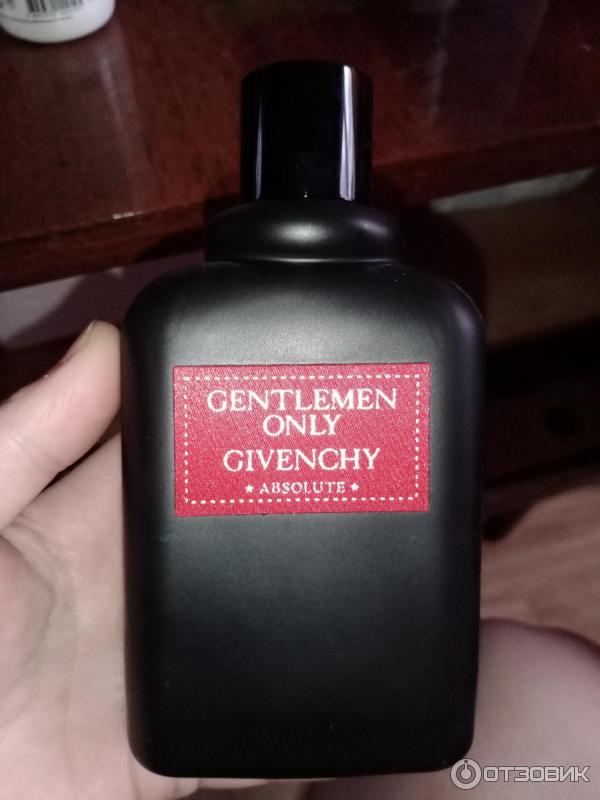 GENTLEMEN
ONLY
GIVENCHY
★ ABSOLUTE ★
ОТЗОВИК